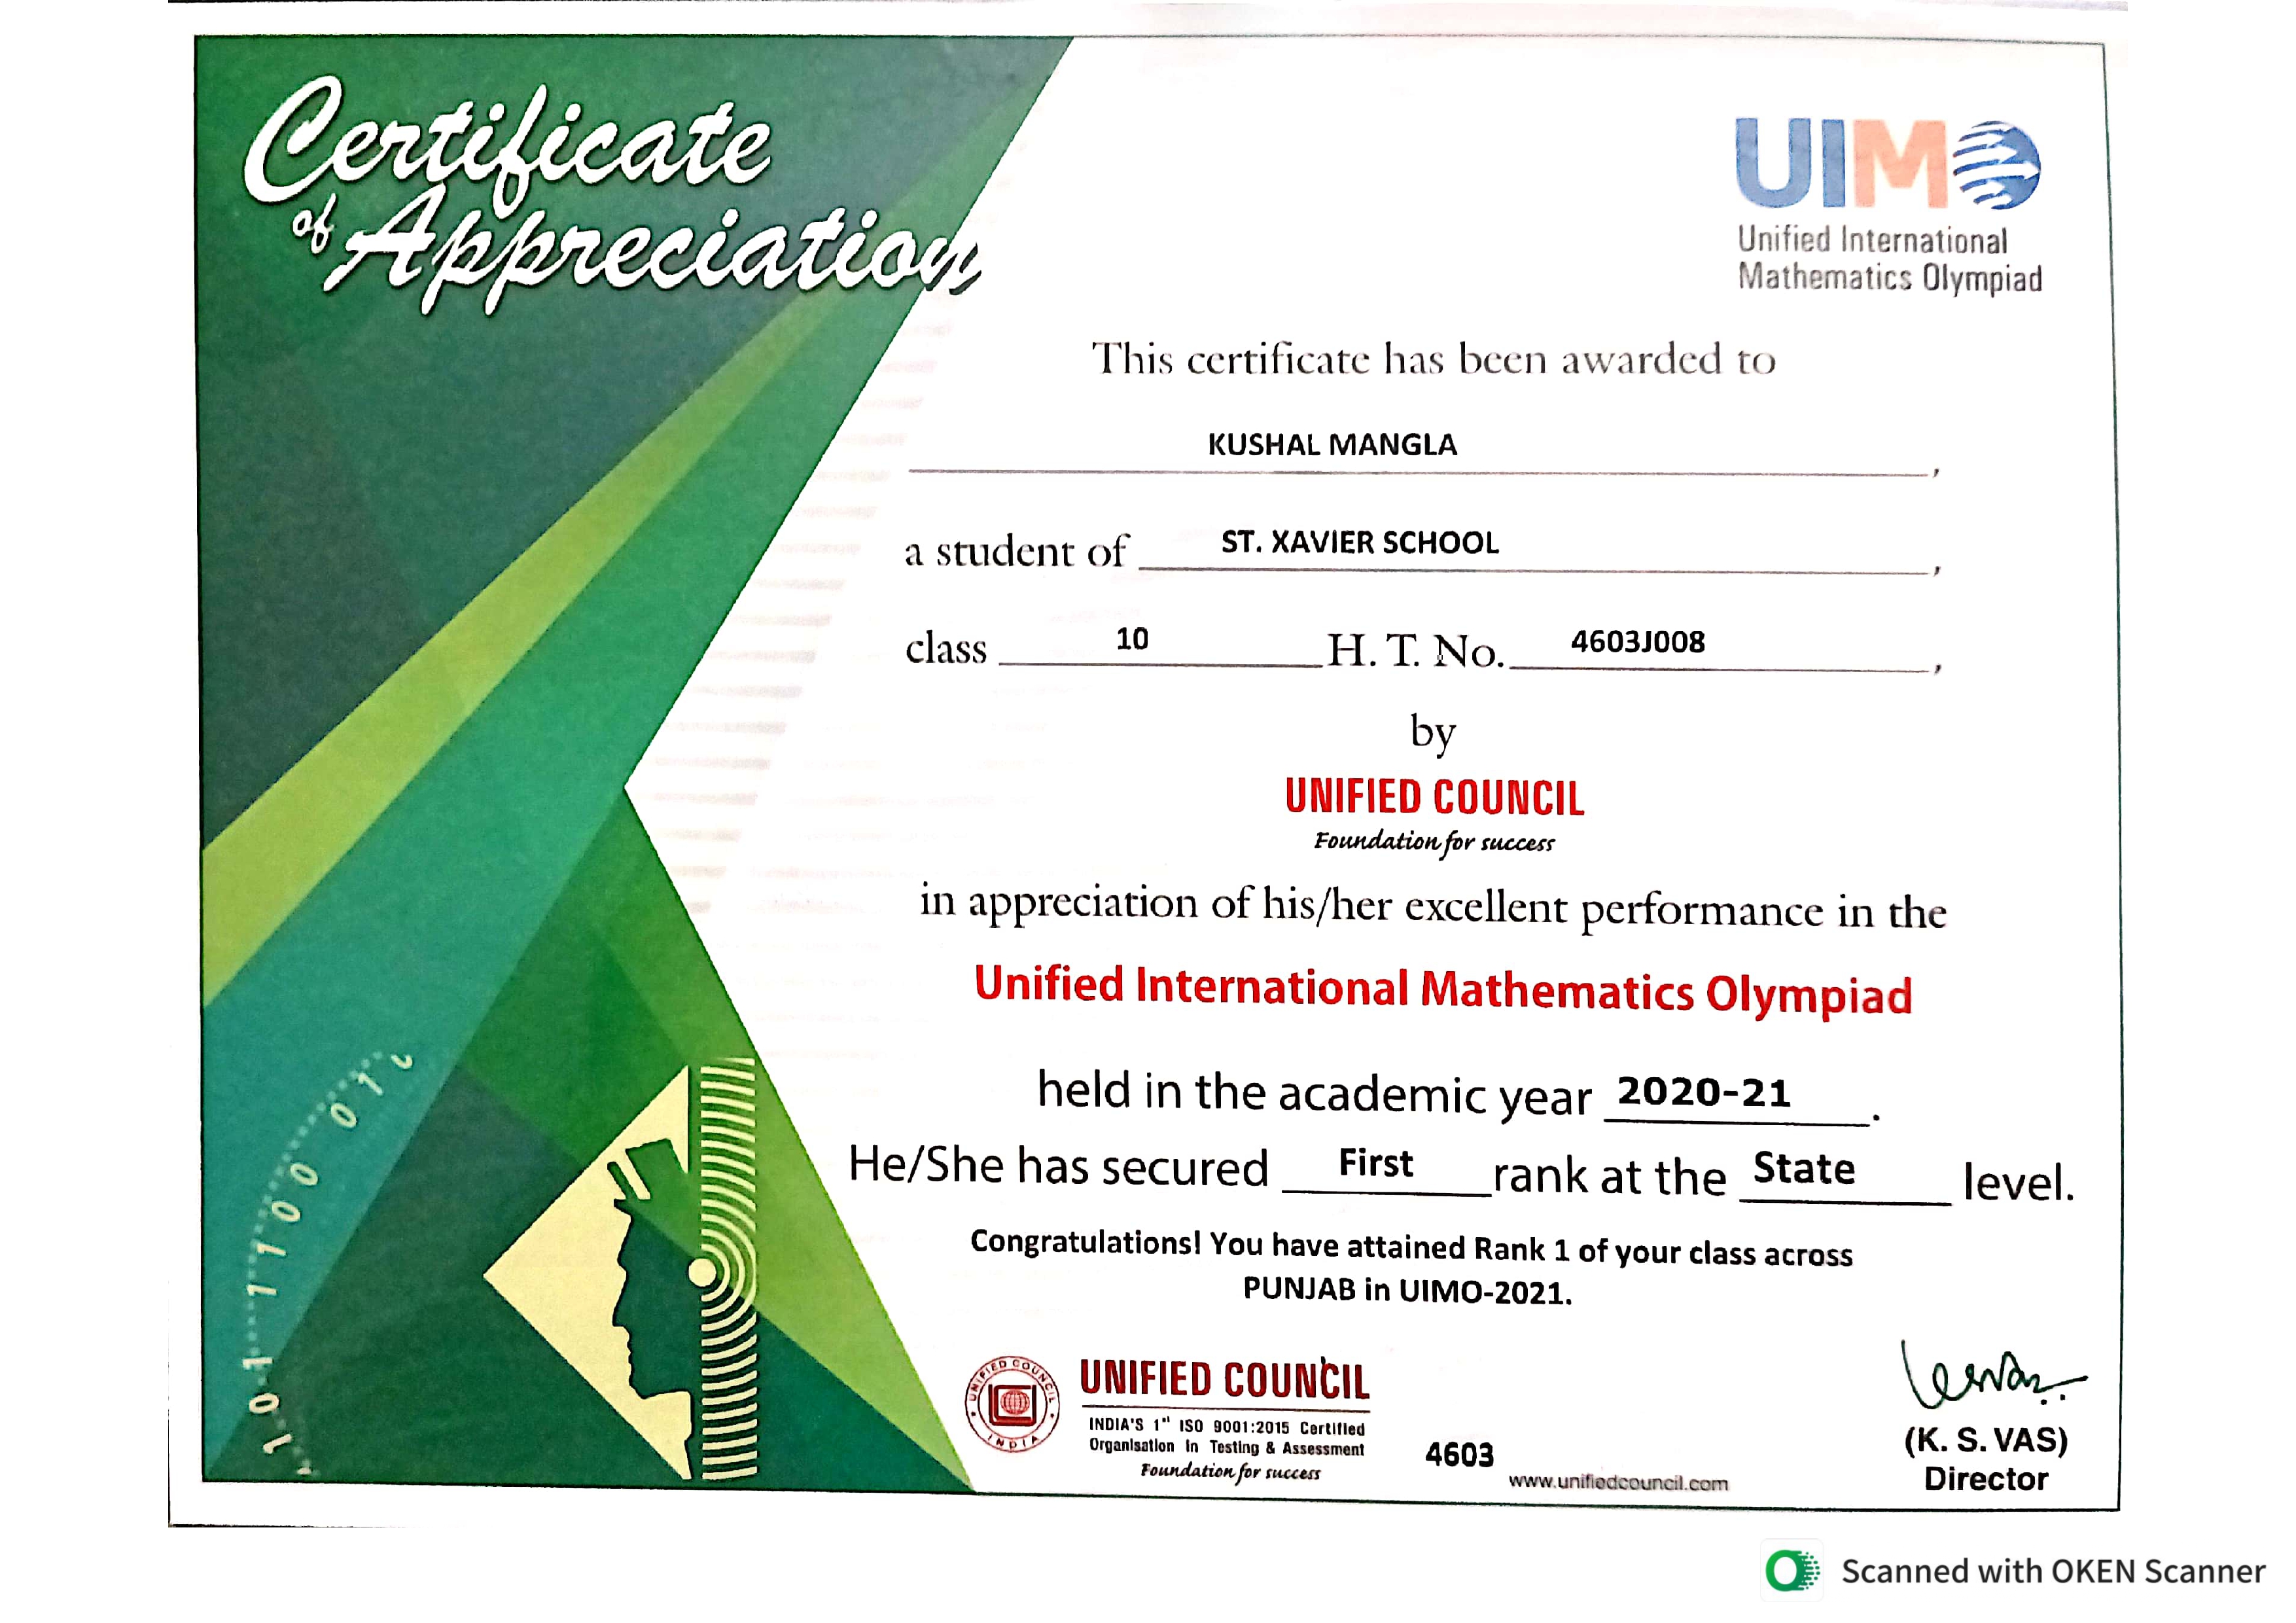 Certificate
of Appreciation
UIMO
Unified International
Mathematics Olympiad
This certificate has been awarded to
KUSHAL MANGLA
,
a student of ST. XAVIER SCHOOL ,
class 10 H. T. No. 4603J008 ,
by
UNIFIED COUNCIL
Foundation for success
in appreciation of his/her excellent performance in the
Unified International Mathematics Olympiad
held in the academic year 2020-21 .
He/She has secured First rank at the State level.
Congratulations! You have attained Rank 1 of your class across
PUNJAB in UIMO-2021.
UNIFIED COUNCIL
INDIA
UNIFIED COUNCIL
INDIA'S 1st ISO 9001:2015 Certified
Organisation in Testing & Assessment
Foundation for success
4603
www.unifiedcouncil.com
(K. S. VAS)
Director
Scanned with OKEN Scanner